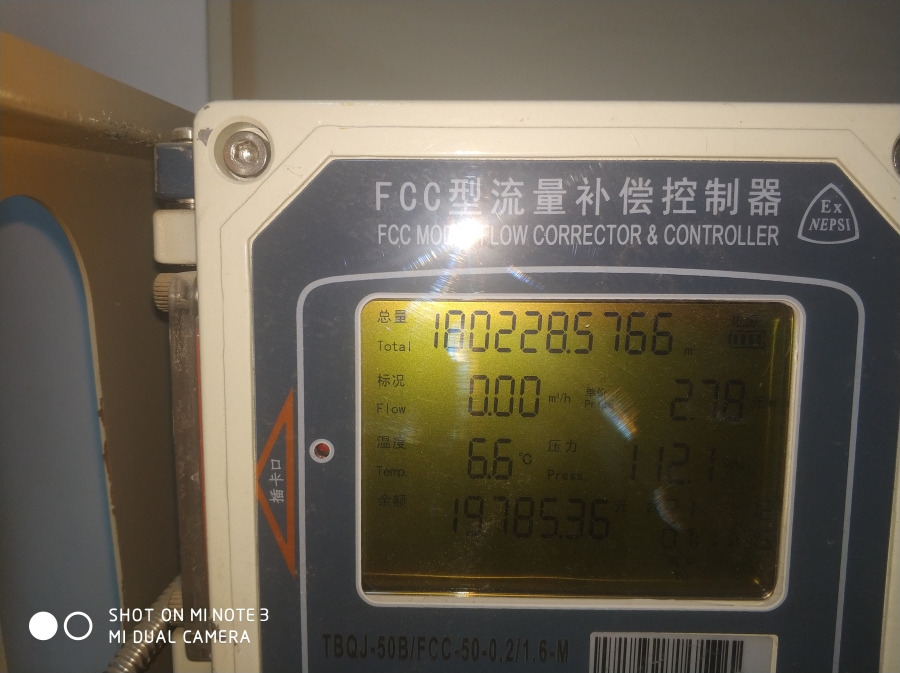 FCC型流量补偿控制器
FCC MODEL FLOW CORRECTOR & CONTROLLER
Ex
NEPSI
总量
Total 180228.5766 m
标况
Flow 0.00 m³/h 2.78
温度
Temp. 6.6 ℃ 压力
Press 112.1
余额
19785.36
插卡口
TBQJ-50B/FCC-50-0.2/1.6-M
SHOT ON MI NOTE 3
MI DUAL CAMERA